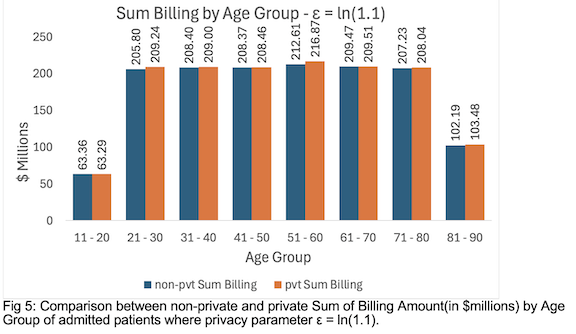 Sum Billing by Age Group - ε = ln(1.1)
250
200
150
100
50
0
$ Millions
63.36
63.29
205.80
209.24
208.40
209.00
208.37
208.46
212.61
216.87
209.47
209.51
207.23
208.04
102.19
103.48
11 - 20
21 - 30
31 - 40
41 - 50
51 - 60
61 - 70
71 - 80
81 - 90
Age Group
non-pvt Sum Billing
pvt Sum Billing
Fig 5: Comparison between non-private and private Sum of Billing Amount(in $millions) by Age
Group of admitted patients where privacy parameter ε = ln(1.1).